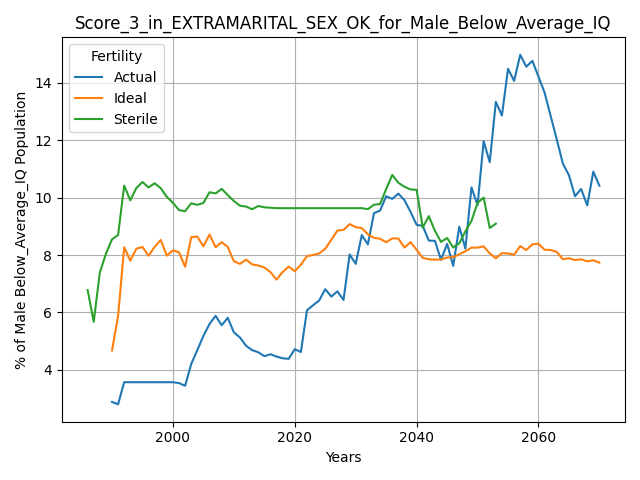 Score_3_in_EXTRAMARITAL_SEX_OK_for_Male_Below_Average_IQ
Fertility
Actual
Ideal
Sterile
% of Male Below_Average_IQ Population
14
12
10
8
6
4
2000 2020 2040 2060
Years